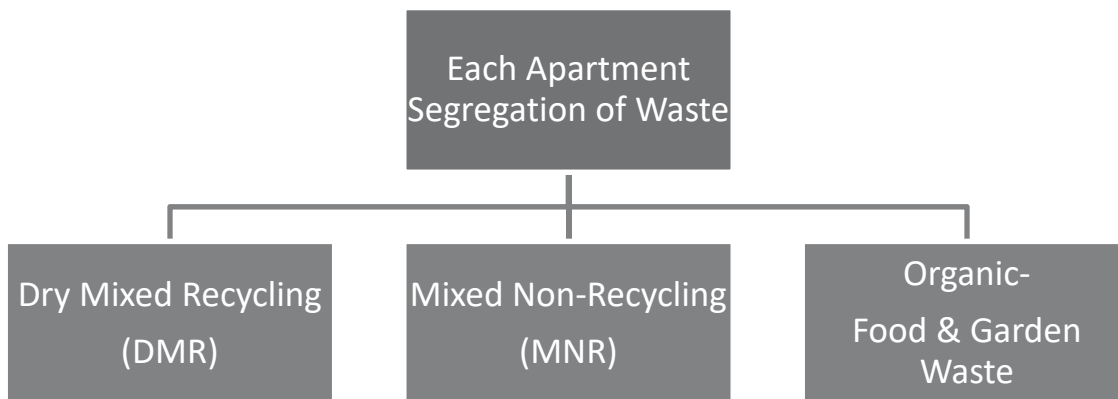 Each Apartment
Segregation of Waste
Dry Mixed Recycling
(DMR)
Mixed Non-Recycling
(MNR)
Organic-
Food & Garden
Waste